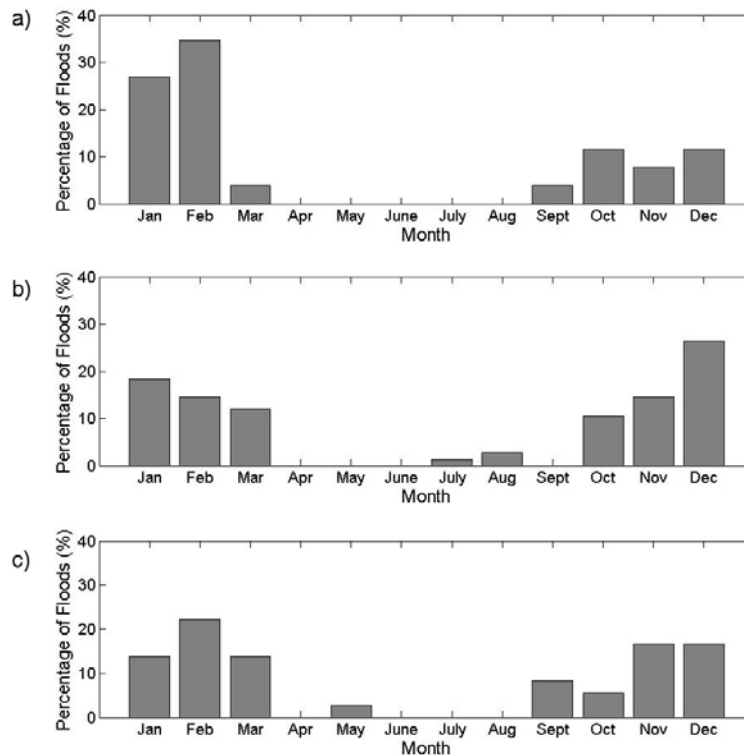 a)
Percentage of Floods (%)
40
30
20
10
0
Jan Feb Mar Apr May June July Aug Sept Oct Nov Dec
Month
b)
Percentage of Floods (%)
40
30
20
10
0
Jan Feb Mar Apr May June July Aug Sept Oct Nov Dec
Month
c)
Percentage of Floods (%)
40
30
20
10
0
Jan Feb Mar Apr May June July Aug Sept Oct Nov Dec
Month